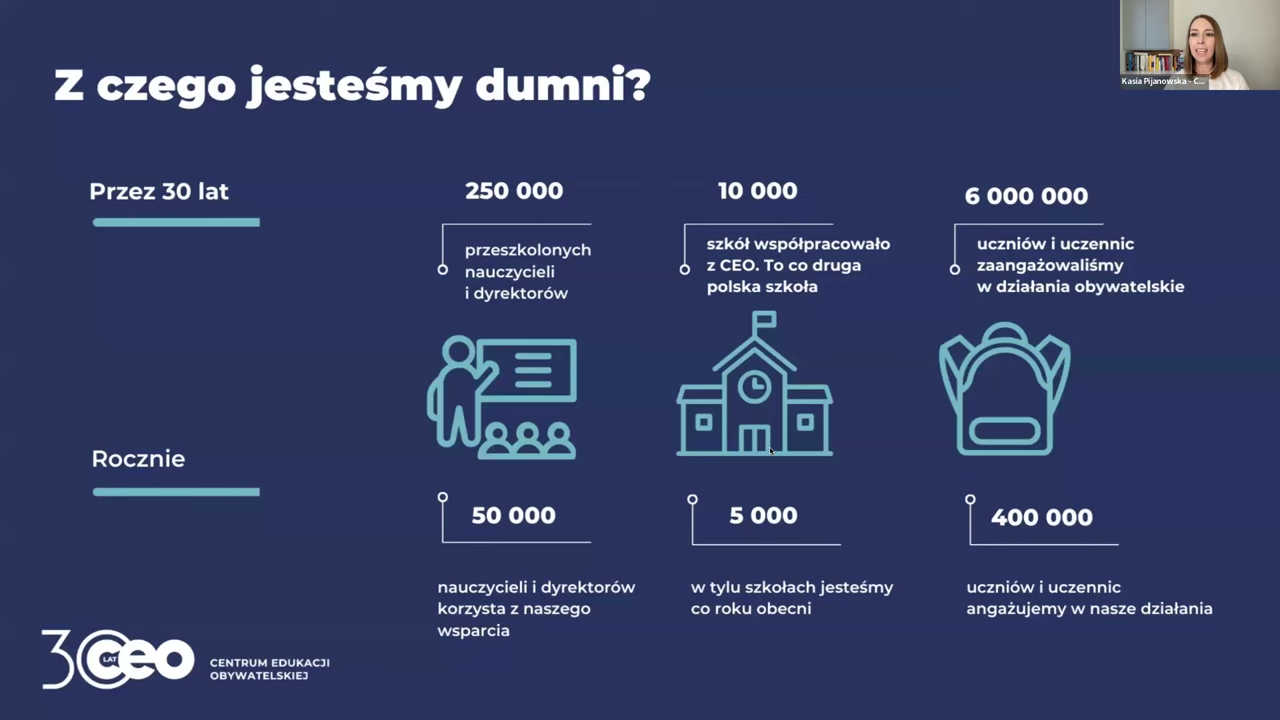 Z czego jesteśmy dumni?
Kasia Pijanowska - C...
Przez 30 lat
250 000
przeszkolonych
nauczycieli
i dyrektorów
10 000
szkół współpracowało
z CEO. To co druga
polska szkoła
6 000 000
uczniów i uczennic
zaangażowaliśmy
w działania obywatelskie
Rocznie
50 000
nauczycieli i dyrektorów
korzysta z naszego
wsparcia
5 000
w tylu szkołach jesteśmy
co roku obecni
400 000
uczniów i uczennic
angażujemy w nasze działania
30 LAT ceo
CENTRUM EDUKACJI
OBYWATELSKIEJ